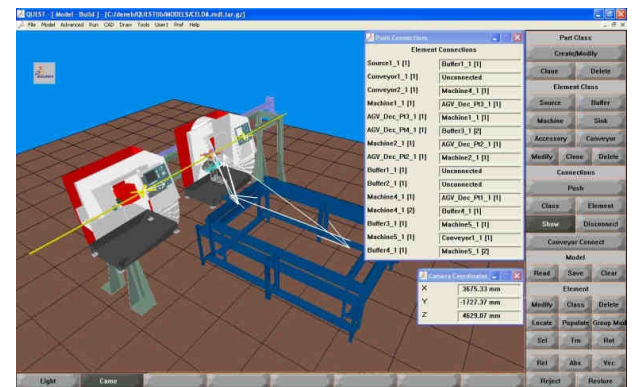 QUEST - [ Model - Build ] - [C:/deneb/QUESTlib/MODELS/CELDA.mdl.tar.gz]
File Model Advanced Run CAD Draw Tools User1 Pref Help
Push Connections
Element Connections
Source1_1 [1] Buffer1_1 [1]
Conveyor1_1 [1] Unconnected
Conveyor2_1 [1] Machine4_1 [1]
Machine1_1 [1] AGV_Dec_Pt3_1 [1]
AGV_Dec_Pt3_1 [1] Machine1_1 [1]
AGV_Dec_Pt4_1 [1] Buffer3_1 [2]
Machine2_1 [1] AGV_Dec_Pt2_1 [1]
AGV_Dec_Pt2_1 [1] Machine2_1 [1]
Buffer1_1 [1] Unconnected
Buffer2_1 [1] Unconnected
Machine4_1 [1] AGV_Dec_Pt1_1 [1]
Machine4_1 [2] Buffer4_1 [1]
Buffer3_1 [1] Machine5_1 [1]
Machine5_1 [1] Conveyor1_1 [1]
Buffer4_1 [1] Machine5_1 [2]
Camera Coordinates
X 3675.33 mm
Y -1727.37 mm
Z 4629.07 mm
Part Class
Create/Modify
Clone Delete
Element Class
Source Buffer
Machine Sink
Accessory Conveyor
Modify Clone Delete
Connections
Push
Class Element
Show Disconnect
Conveyor Connect
Model
Read Save Clear
Element
Modify Class Delete
Locate Populate Group Mod
Sel Trn Rot
Rel Abs Vec
Reject Restore
Light Came